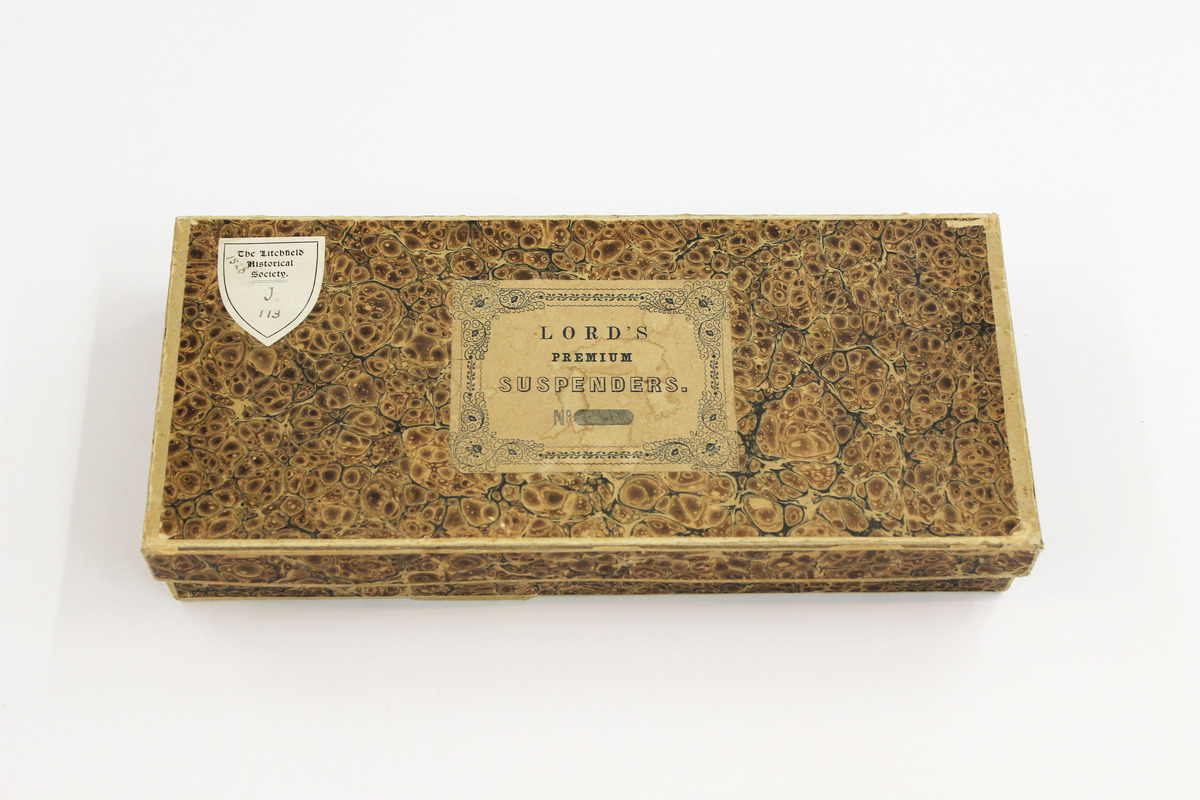 The Litchfield
Historical
Society.
J
113
LORD'S
PREMIUM
SUSPENDERS.
No